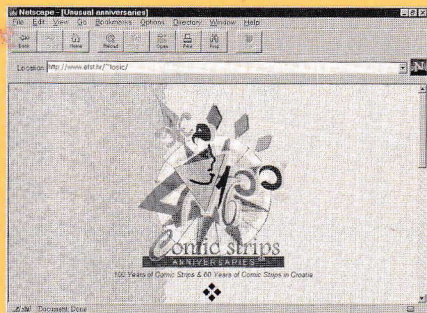 Netscape - [Unusual anniversaries]
File Edit View Go Bookmarks Options Directory Window Help
Back Home Reload Open Print Find
Location: http://www.efst.hr/~tosic/
Comic strips
ANNIVERSARIES
100 Years of Comic Strips & 60 Years of Comic Strips in Croatia
Document: Done